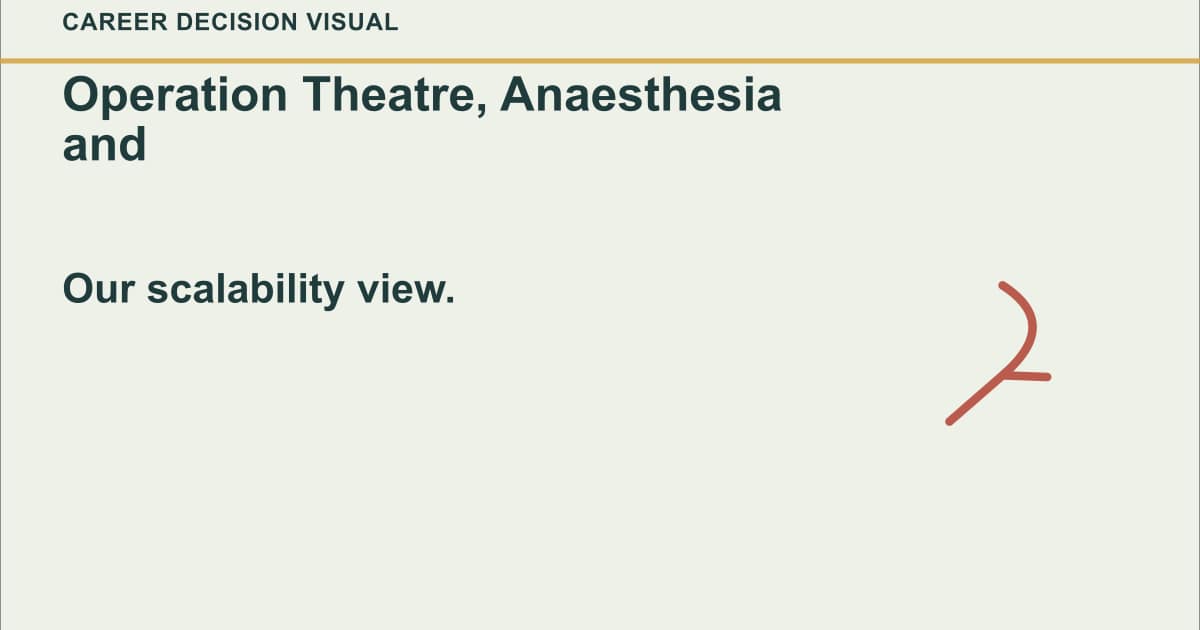 CAREER DECISION VISUAL
Operation Theatre, Anaesthesia
and
Our scalability view.